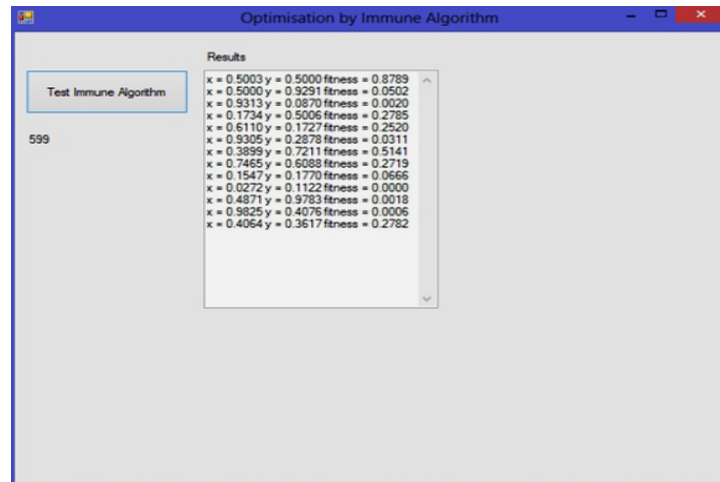 Optimisation by Immune Algorithm
Results
Test Immune Algorithm
599
x = 0.5003 y = 0.5000 fitness = 0.8789
x = 0.5000 y = 0.9291 fitness = 0.0502
x = 0.9313 y = 0.0870 fitness = 0.0020
x = 0.1734 y = 0.5006 fitness = 0.2785
x = 0.6110 y = 0.1727 fitness = 0.2520
x = 0.9305 y = 0.2878 fitness = 0.0311
x = 0.3899 y = 0.7211 fitness = 0.5141
x = 0.7465 y = 0.6088 fitness = 0.2719
x = 0.1547 y = 0.1770 fitness = 0.0666
x = 0.0272 y = 0.1122 fitness = 0.0000
x = 0.4871 y = 0.9783 fitness = 0.0018
x = 0.9825 y = 0.4076 fitness = 0.0006
x = 0.4064 y = 0.3617 fitness = 0.2782